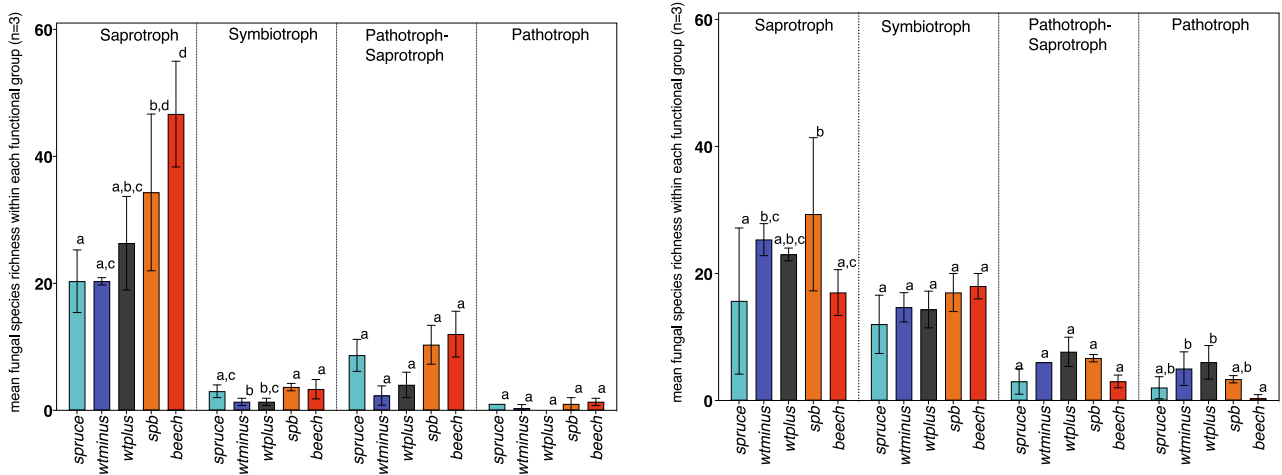 mean fungal species richness within each functional group (n=3)
60
40
20
0
Saprotroph
Symbiotroph
Pathotroph-
Saprotroph
Pathotroph
a
a,c
a,b,c
b,d
d
a,c
b
b,c
a
a
a
a
a
a
a
a
a
a
a
a
spruce
wtminus
wtplus
spb
beech
spruce
wtminus
wtplus
spb
beech
spruce
wtminus
wtplus
spb
beech
spruce
wtminus
wtplus
spb
beech
mean fungal species richness within each functional group (n=3)
60
40
20
0
Saprotroph
Symbiotroph
Pathotroph-
Saprotroph
Pathotroph
a
b,c
a,b,c
b
a,c
a
a
a
a
a
a
a
a
a
a
a,b
b
b
a,b
a
spruce
wtminus
wtplus
spb
beech
spruce
wtminus
wtplus
spb
beech
spruce
wtminus
wtplus
spb
beech
spruce
wtminus
wtplus
spb
beech